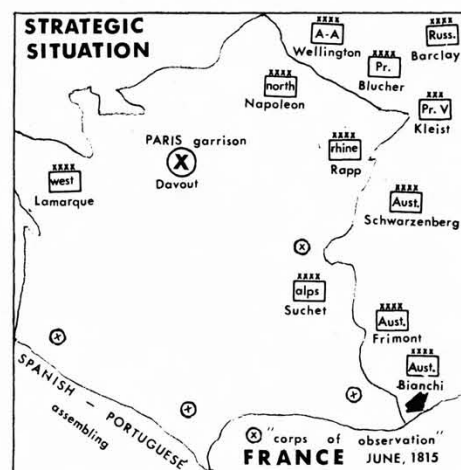 STRATEGIC
SITUATION
xxxx
A-A
Wellington
xxxx
Russ.
Barclay
xxxx
Pr.
Blucher
xxxx
north
Napoleon
xxxx
Pr. V
Kleist
PARIS garrison
X
Davout
xxxx
rhine
Rapp
xxxx
west
Lamarque
xxxx
Aust.
Schwarzenberg
x
xxxx
alps
Suchet
xxxx
Aust.
Frimont
x
xxxx
Aust.
Bianchi
SPANISH - PORTUGUESE
assembling
x
x
x "corps of observation"
FRANCE JUNE, 1815